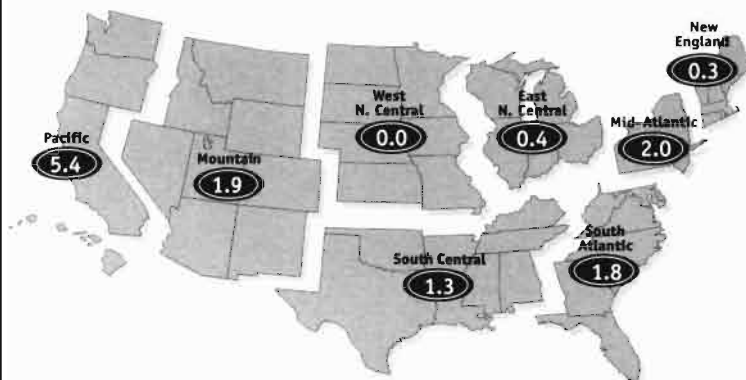 New
England
0.3
West
N. Central
0.0
East
N. Central
0.4
Mid-Atlantic
2.0
Pacific
5.4
Mountain
1.9
South Central
1.3
South
Atlantic
1.8